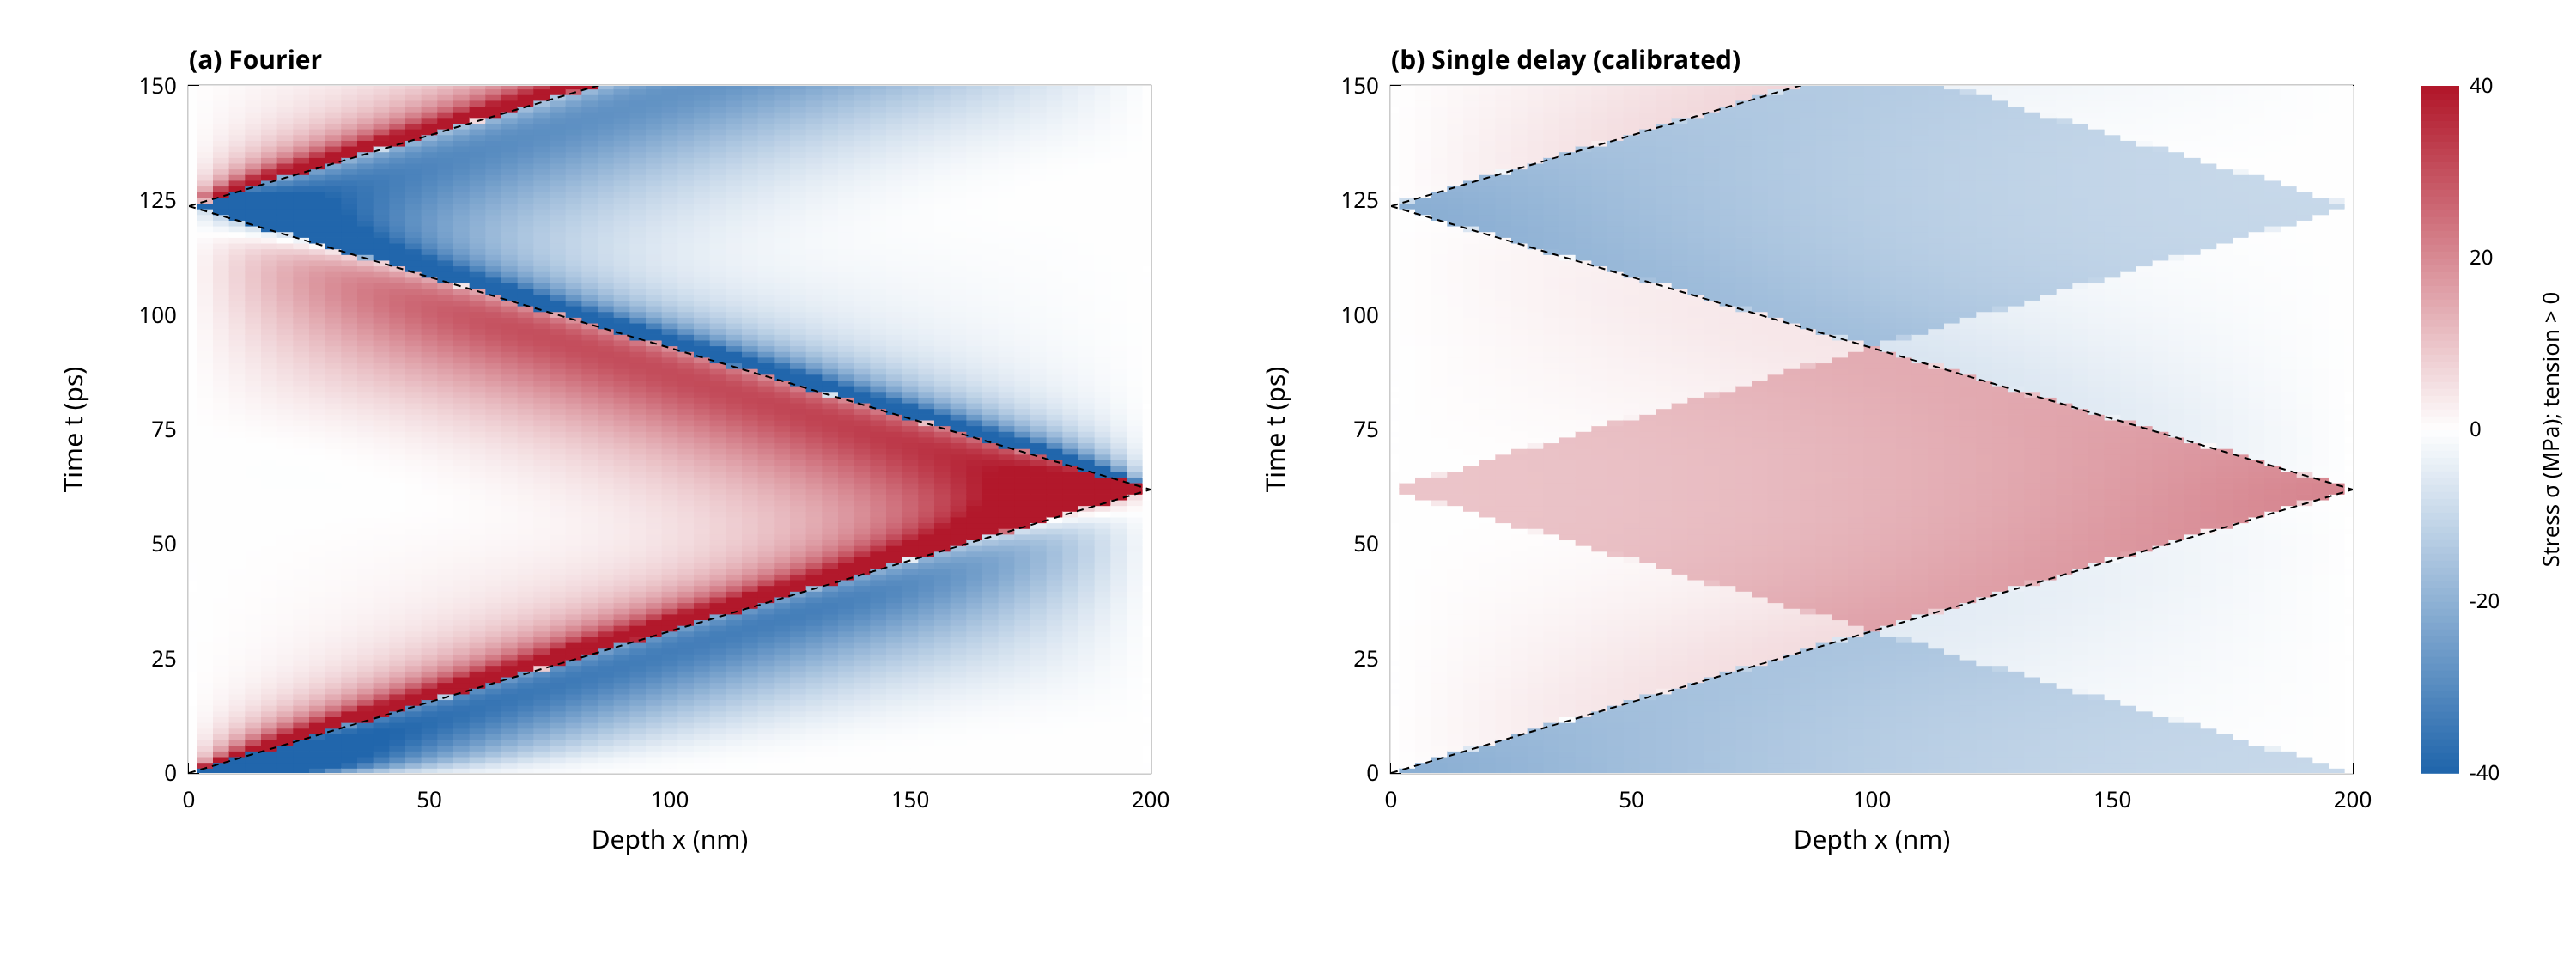 (a) Fourier
150
125
100
75
50
25
0
0 50 100 150 200
Time t (ps)
Depth x (nm)
(b) Single delay (calibrated)
150
125
100
75
50
25
0
0 50 100 150 200
Time t (ps)
Depth x (nm)
40
20
0
-20
-40
Stress σ (MPa); tension > 0